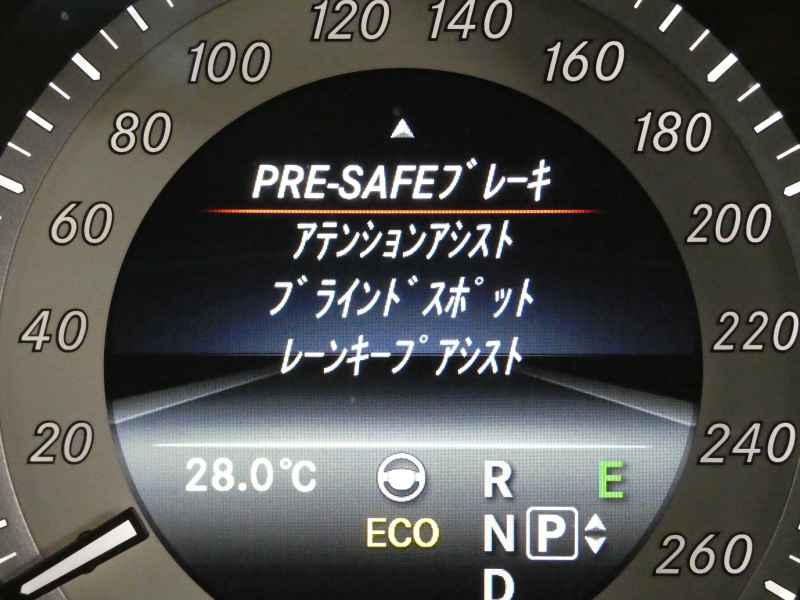 120 140
100 160
80 180
60 200
40 220
20 240
260
PRE-SAFEブレーキ
アテンションアシスト
ブラインドスポット
レーンキープアシスト
28.0℃ R E
ECO N P
D